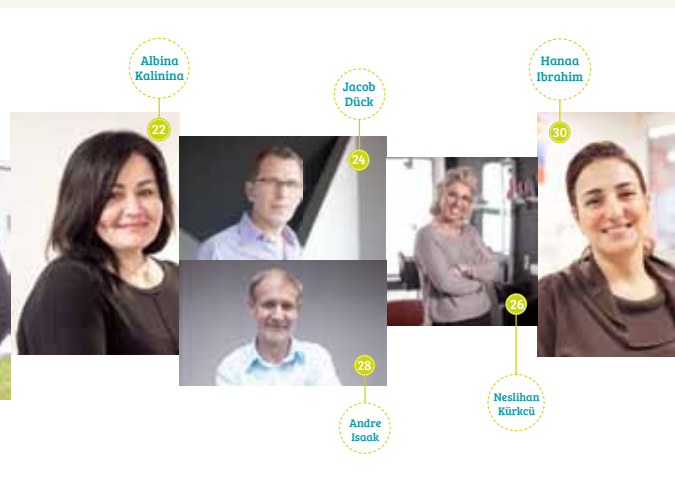 Albina
Kalinina
22
Jacob
Dück
24
Hanaa
Ibrahim
30
26
Neslihan
Kürkcü
28
Andre
Isaak